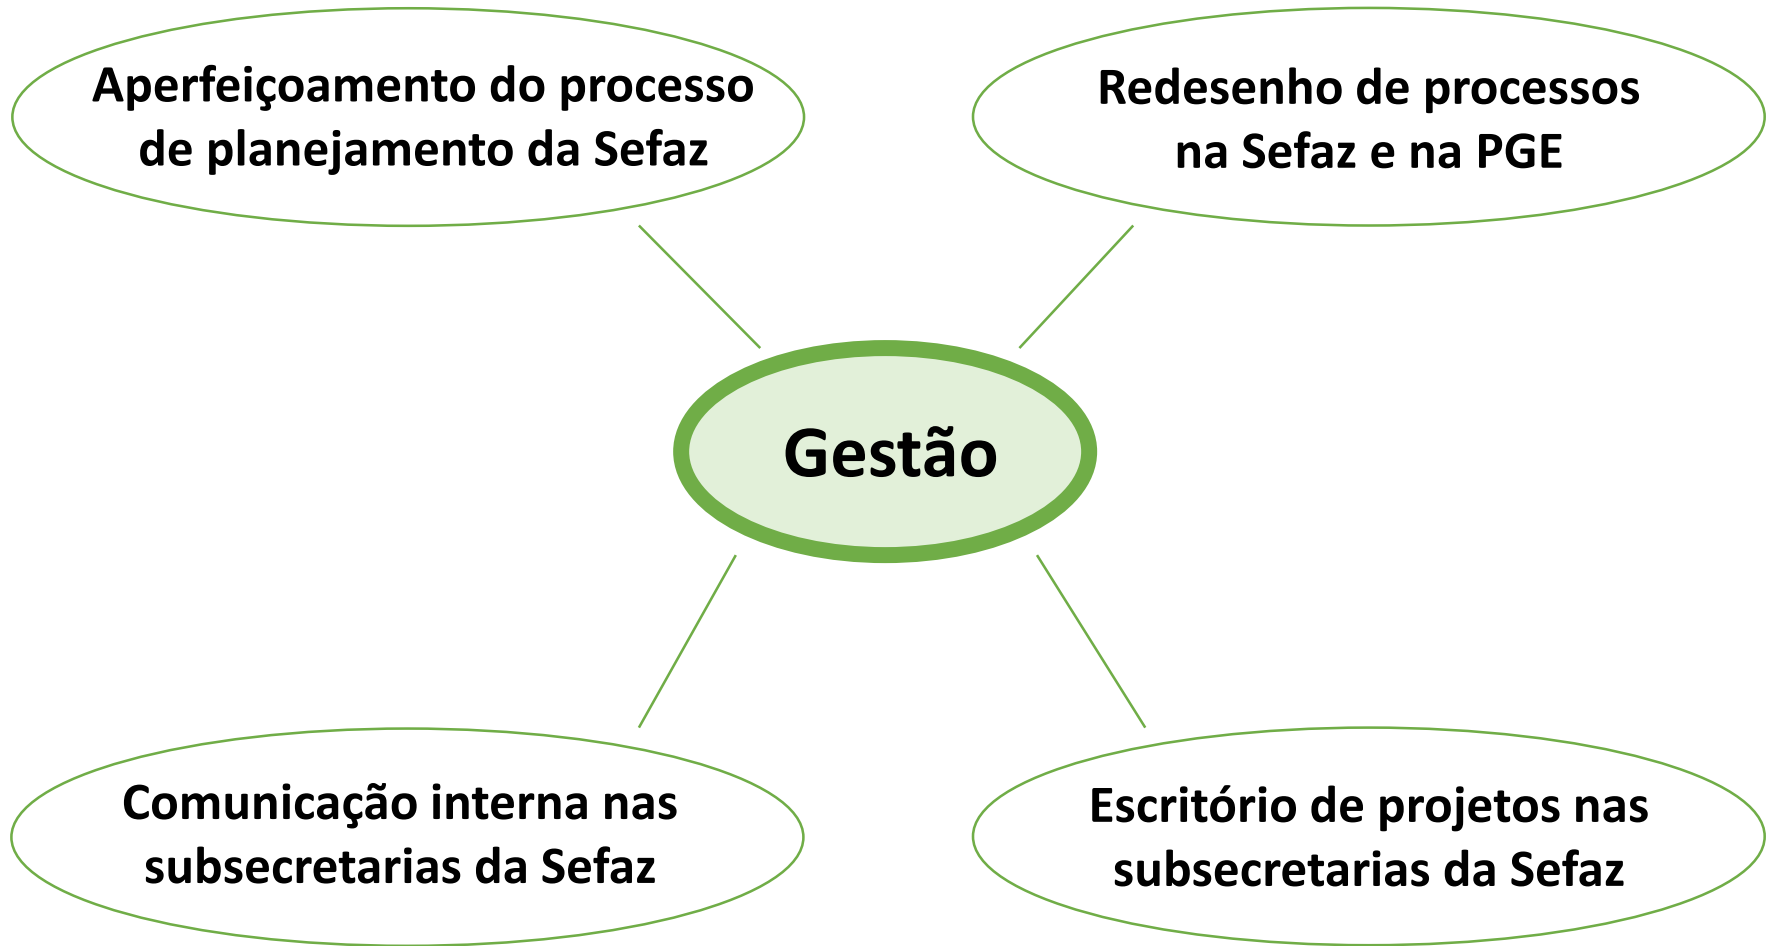 Aperfeiçoamento do processo
de planejamento da Sefaz
Redesenho de processos
na Sefaz e na PGE
Gestão
Comunicação interna nas
subsecretarias da Sefaz
Escritório de projetos nas
subsecretarias da Sefaz